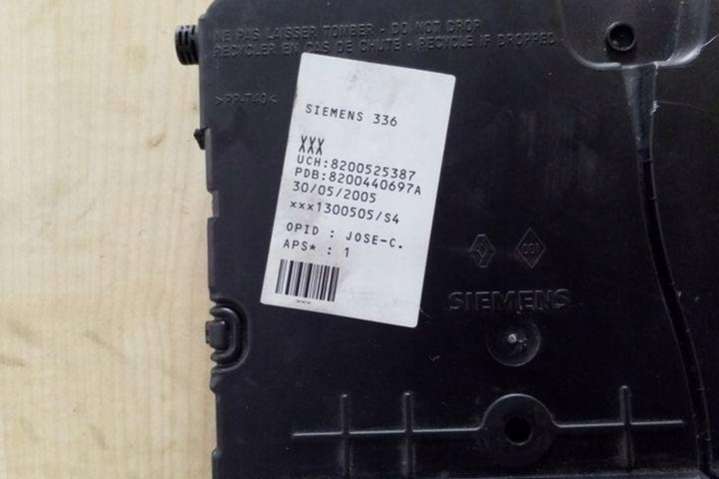 NE PAS LAISSER TOMBER - DO NOT DROP
RECYCLER EN CAS DE CHUTE - RECYCLE IF DROPPED
>PP-T40<
SIEMENS 336
XXX
XXX
UCH:8200525387
PDB:8200440697A
30/05/2005
xxx1300505/S4
OPID : JOSE-C.
APS* : 1
SIEMENS